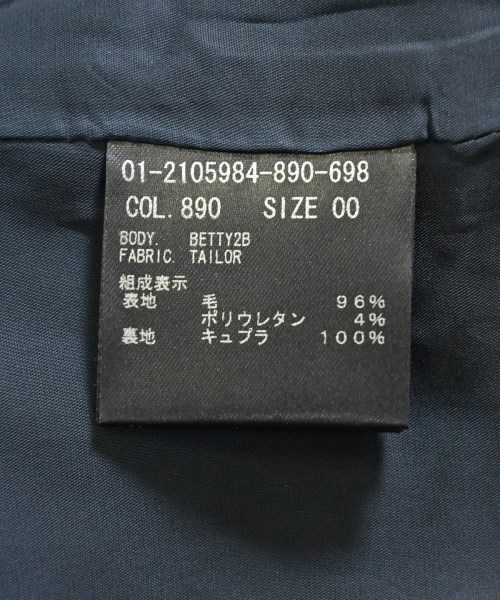 01-2105984-890-698
COL. 890 SIZE 00
BODY. BETTY2B
FABRIC. TAILOR
組成表示
表地 毛 96%
ポリウレタン 4%
裏地 キュプラ 100%